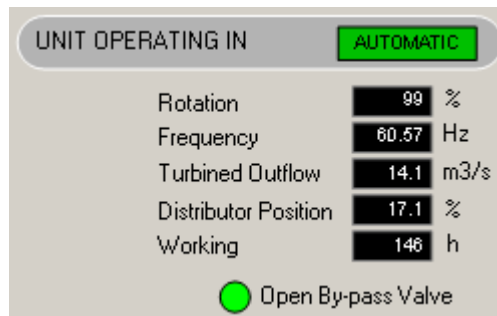 UNIT OPERATING IN AUTOMATIC
Rotation 99 %
Frequency 60.57 Hz
Turbined Outflow 14.1 m3/s
Distributor Position 17.1 %
Working 146 h
Open By-pass Valve